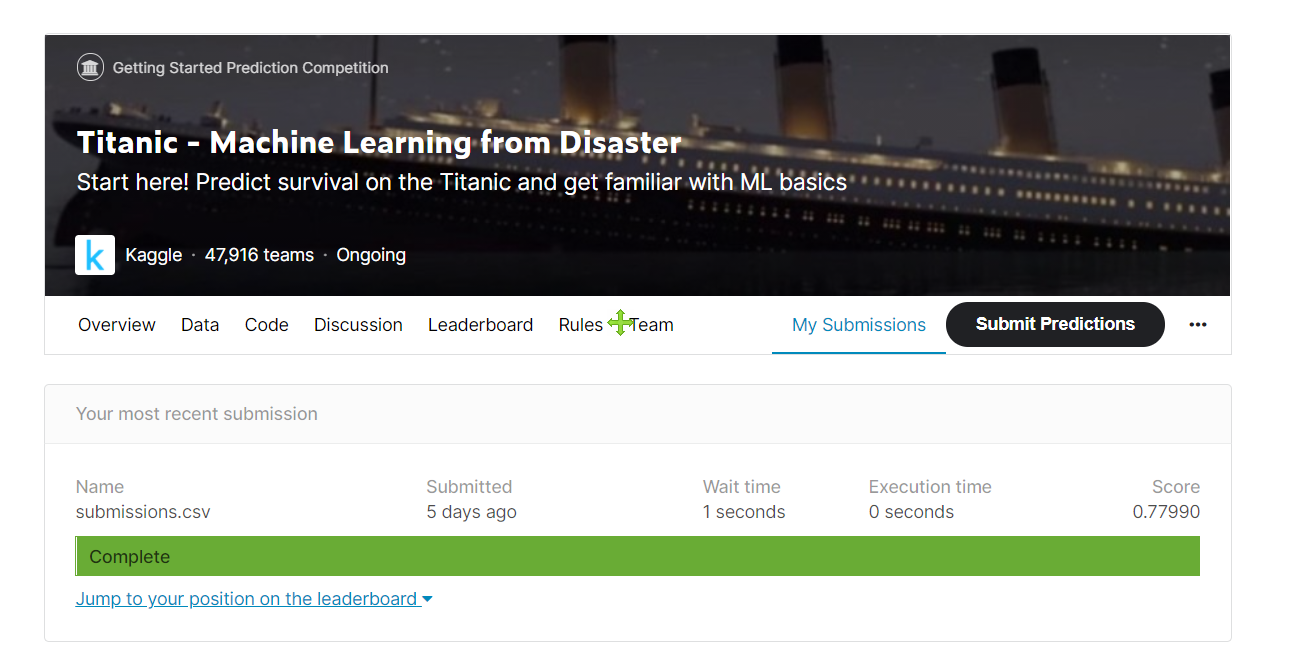 Getting Started Prediction Competition
Titanic - Machine Learning from Disaster
Start here! Predict survival on the Titanic and get familiar with ML basics
k Kaggle · 47,916 teams · Ongoing
Overview Data Code Discussion Leaderboard Rules Team My Submissions Submit Predictions •••
Your most recent submission
Name Submitted Wait time Execution time Score
submissions.csv 5 days ago 1 seconds 0 seconds 0.77990
Complete
Jump to your position on the leaderboard